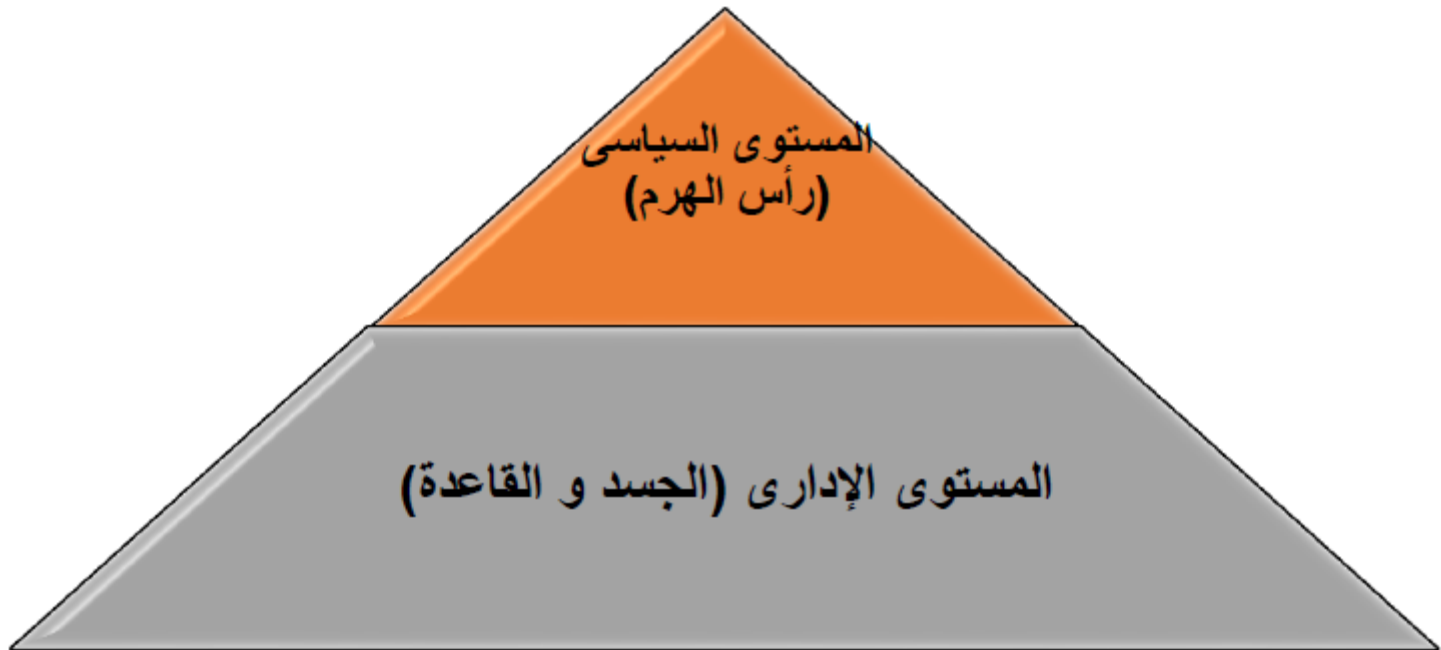 المستوى السياسى
(رأس الهرم)
المستوى الإدارى (الجسد و القاعدة)